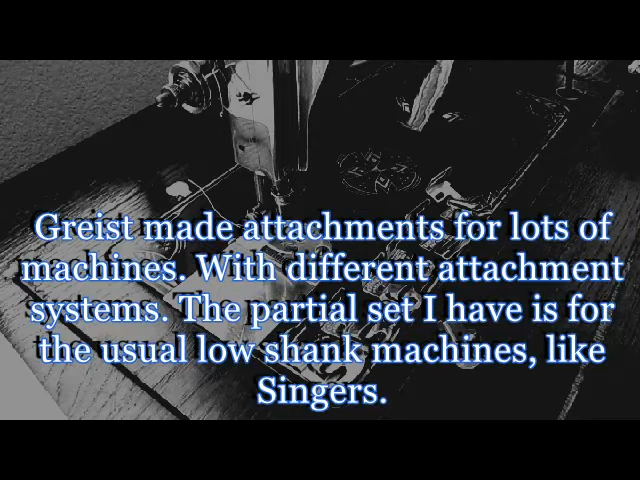 Greist made attachments for lots of
machines. With different attachment
systems. The partial set I have is for
the usual low shank machines, like
Singers.